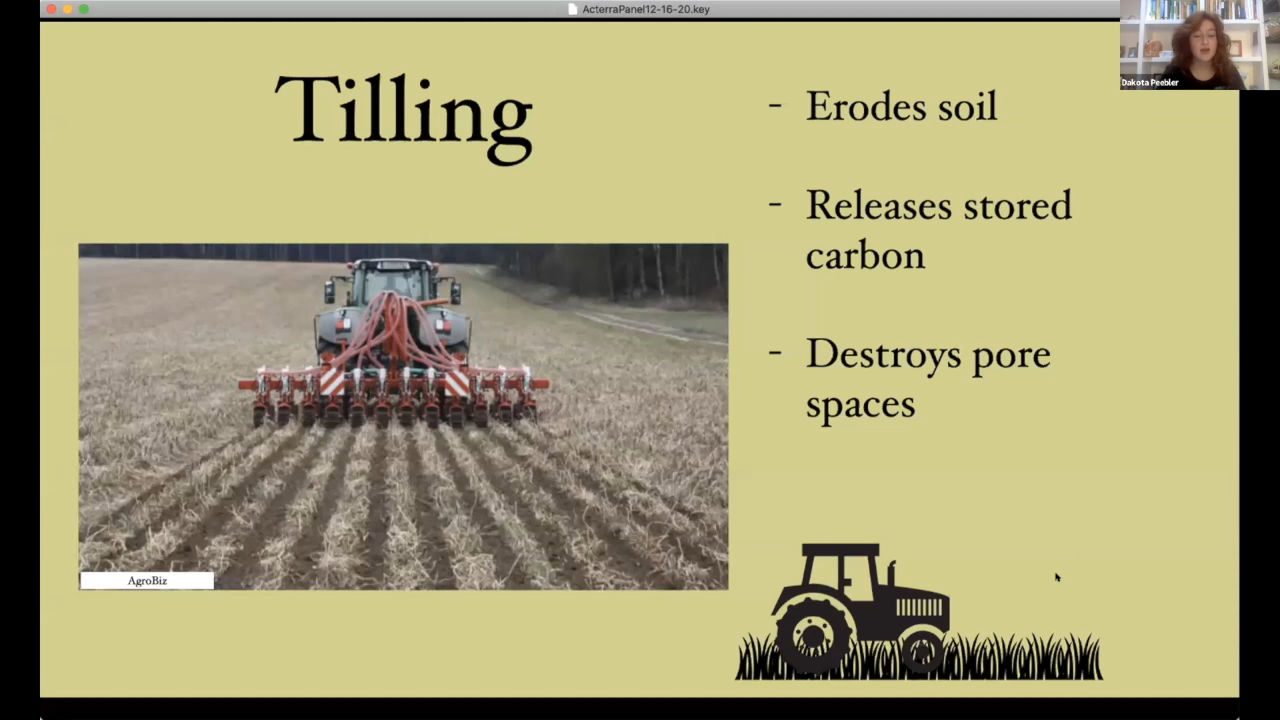 ActerraPanel12-16-20.key
Dakota Peebler
Tilling
- Erodes soil
- Releases stored
carbon
- Destroys pore
spaces
AgroBiz